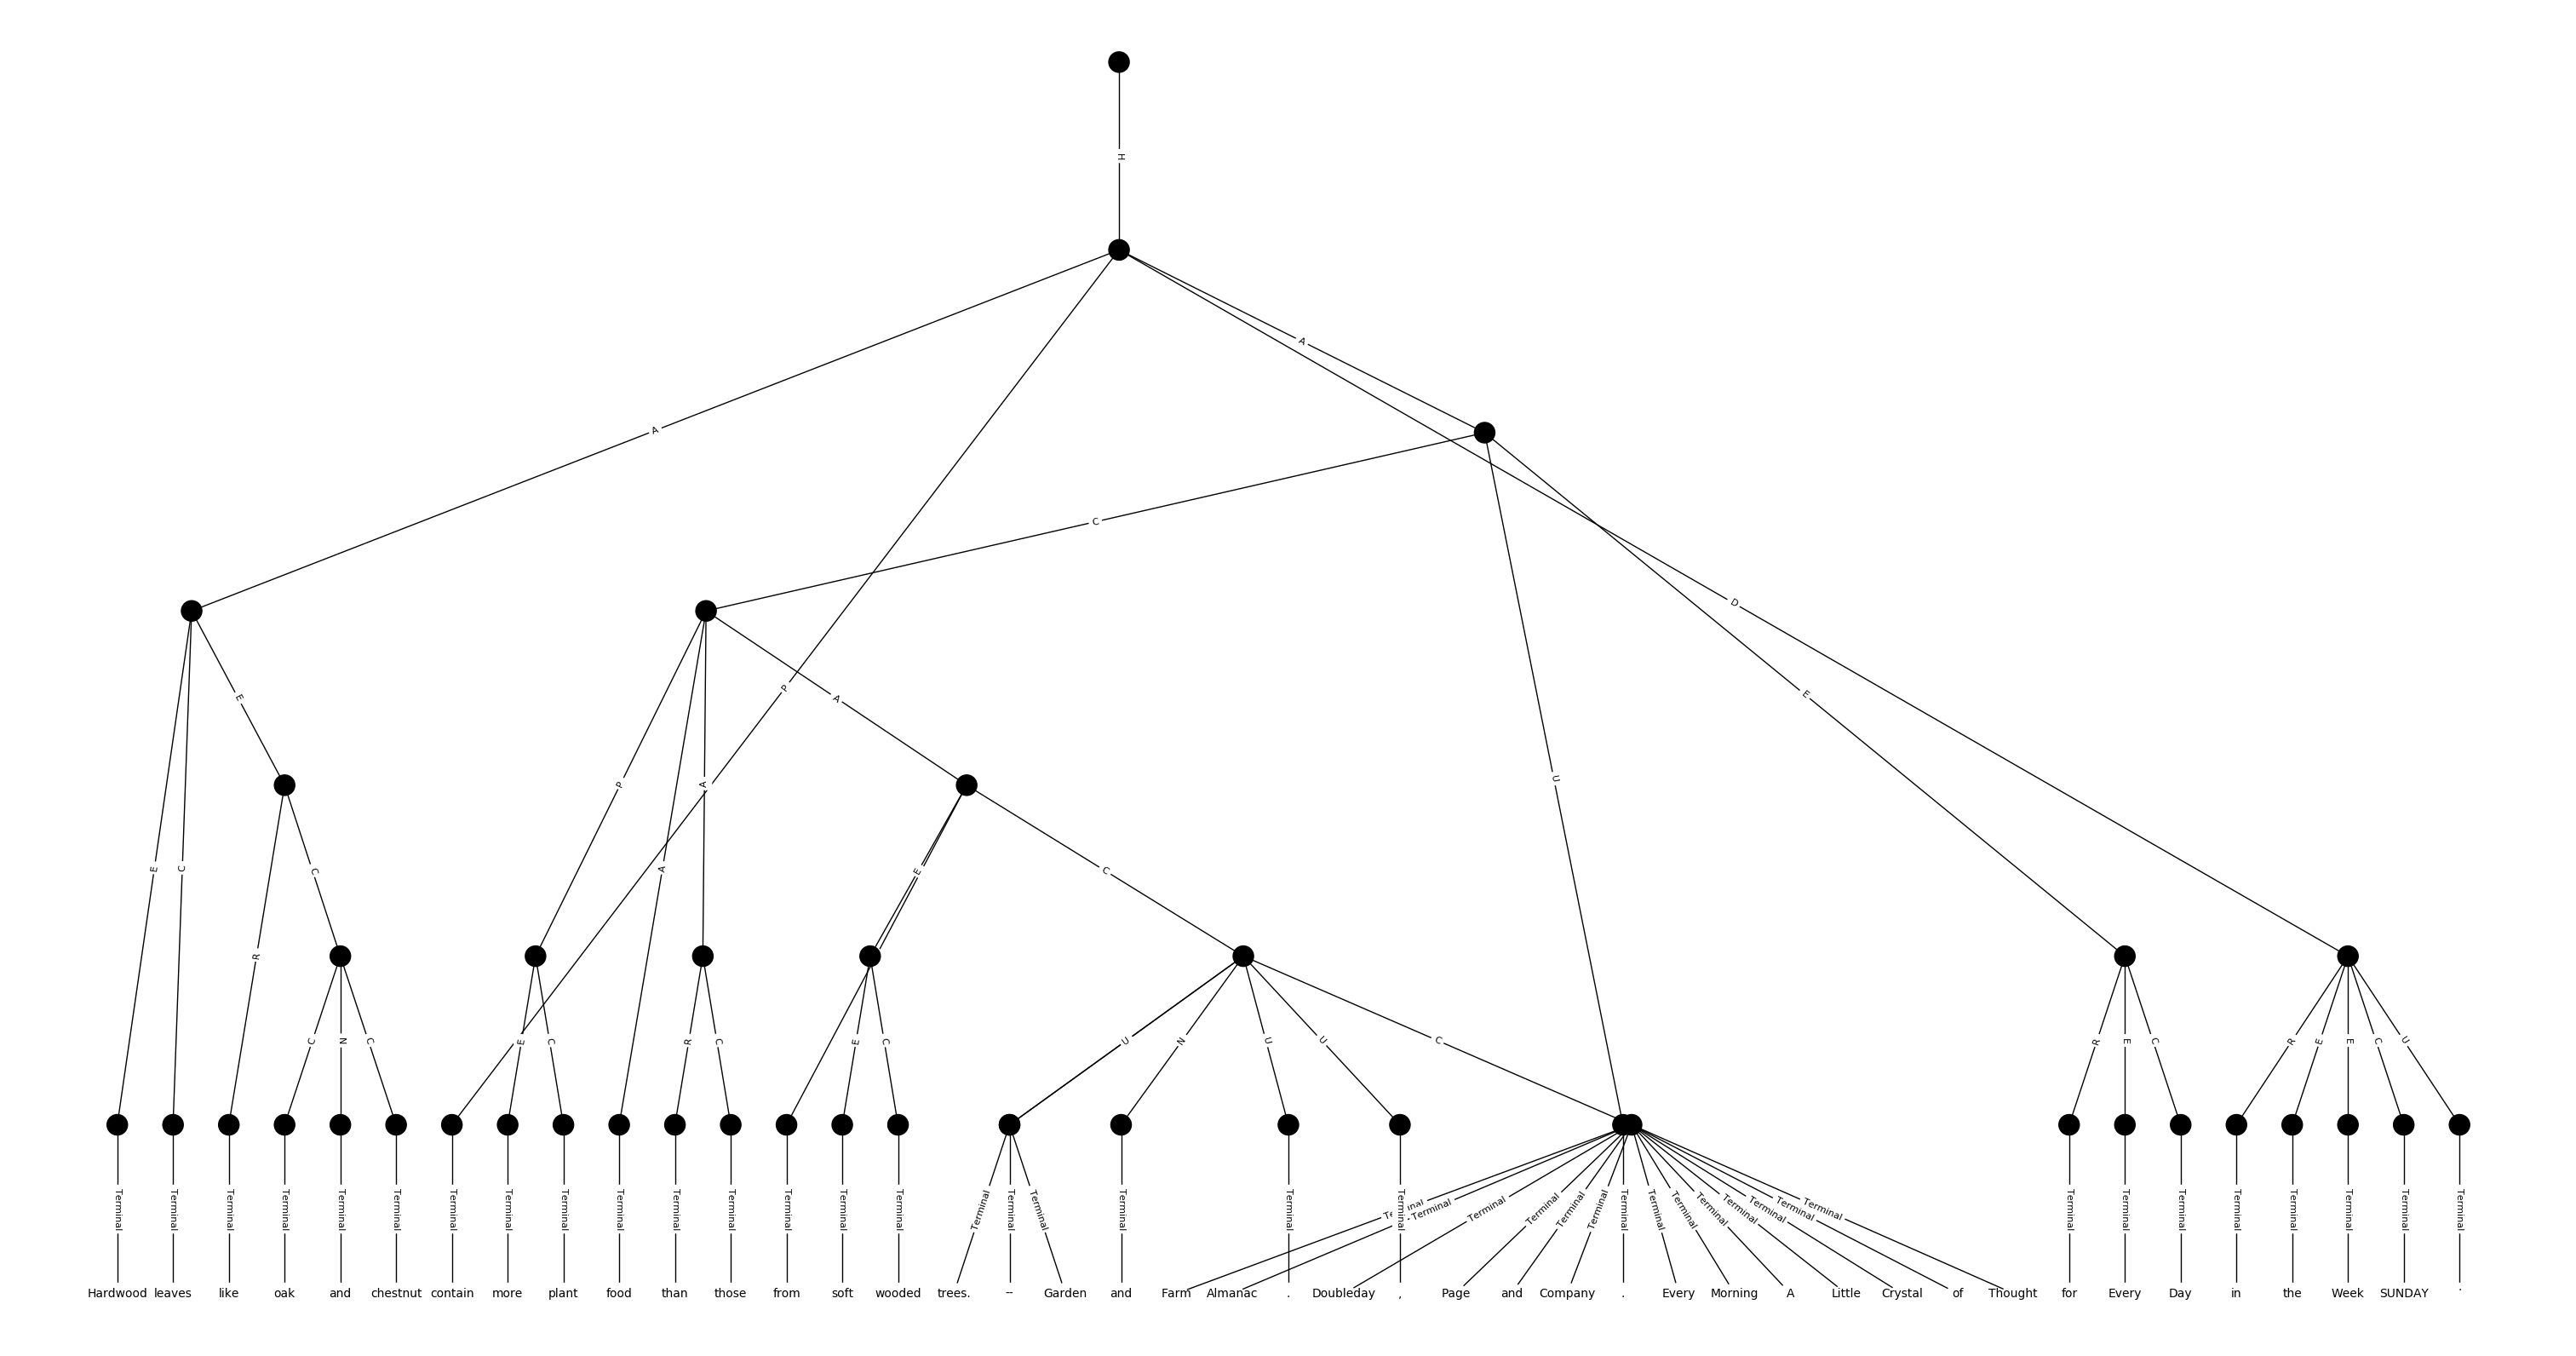 H
A
A
C
D
E
P
A
E
P
A
U
E
C
A
C
E
C
R
C
N
C
E
C
R
C
E
C
U
N
U
U
C
R
E
C
R
E
E
C
U
Terminal Terminal Terminal Terminal Terminal Terminal Terminal Terminal Terminal Terminal Terminal Terminal Terminal Terminal Terminal Terminal Terminal Terminal Terminal Terminal Terminal Terminal Terminal Terminal Terminal Terminal Terminal Terminal Terminal Terminal Terminal Terminal Terminal Terminal Terminal Terminal Terminal Terminal Terminal Terminal Terminal Terminal Terminal
Hardwood leaves like oak and chestnut contain more plant food than those from soft wooded trees. -- Garden and Farm Almanac . Doubleday , Page and Company . Every Morning A Little Crystal of Thought for Every Day in the Week SUNDAY